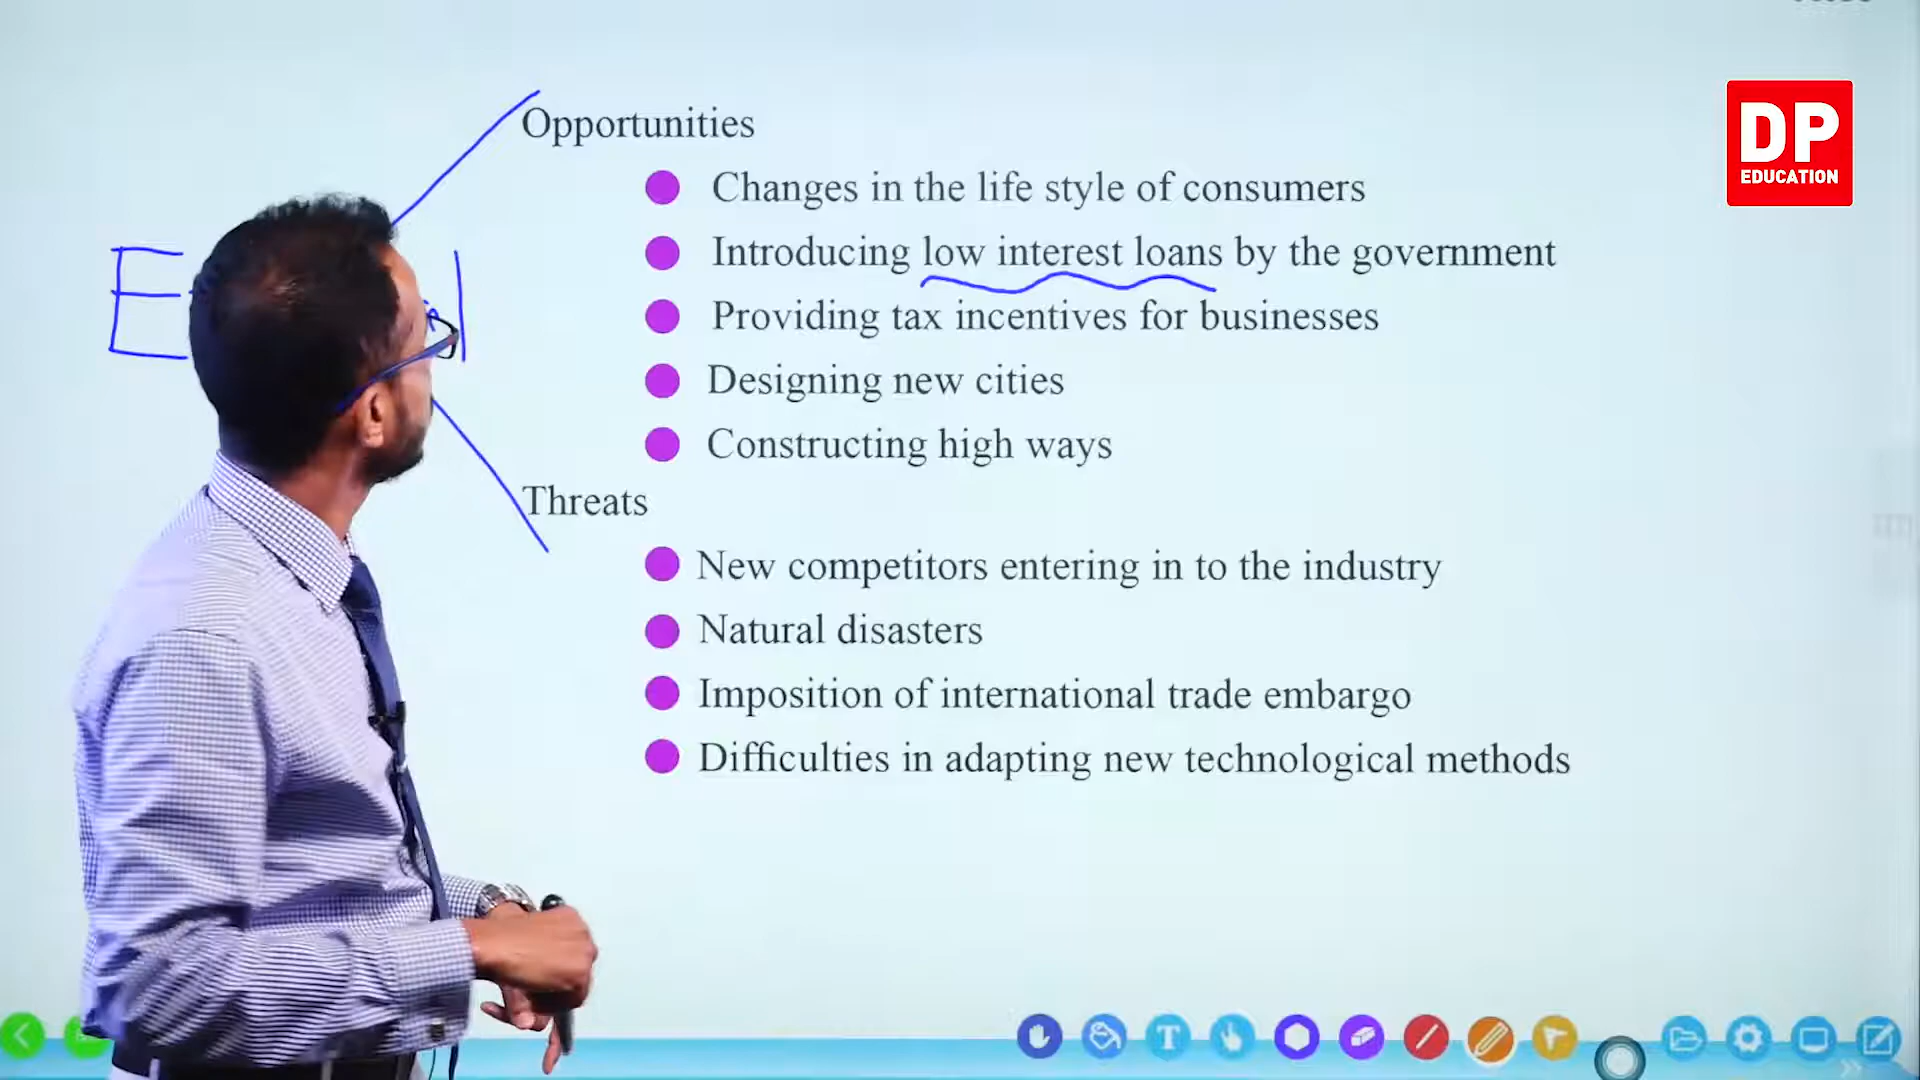 Opportunities
DP
EDUCATION
Changes in the life style of consumers
Introducing low interest loans by the government
Providing tax incentives for businesses
Designing new cities
Constructing high ways
Threats
New competitors entering in to the industry
Natural disasters
Imposition of international trade embargo
Difficulties in adapting new technological methods